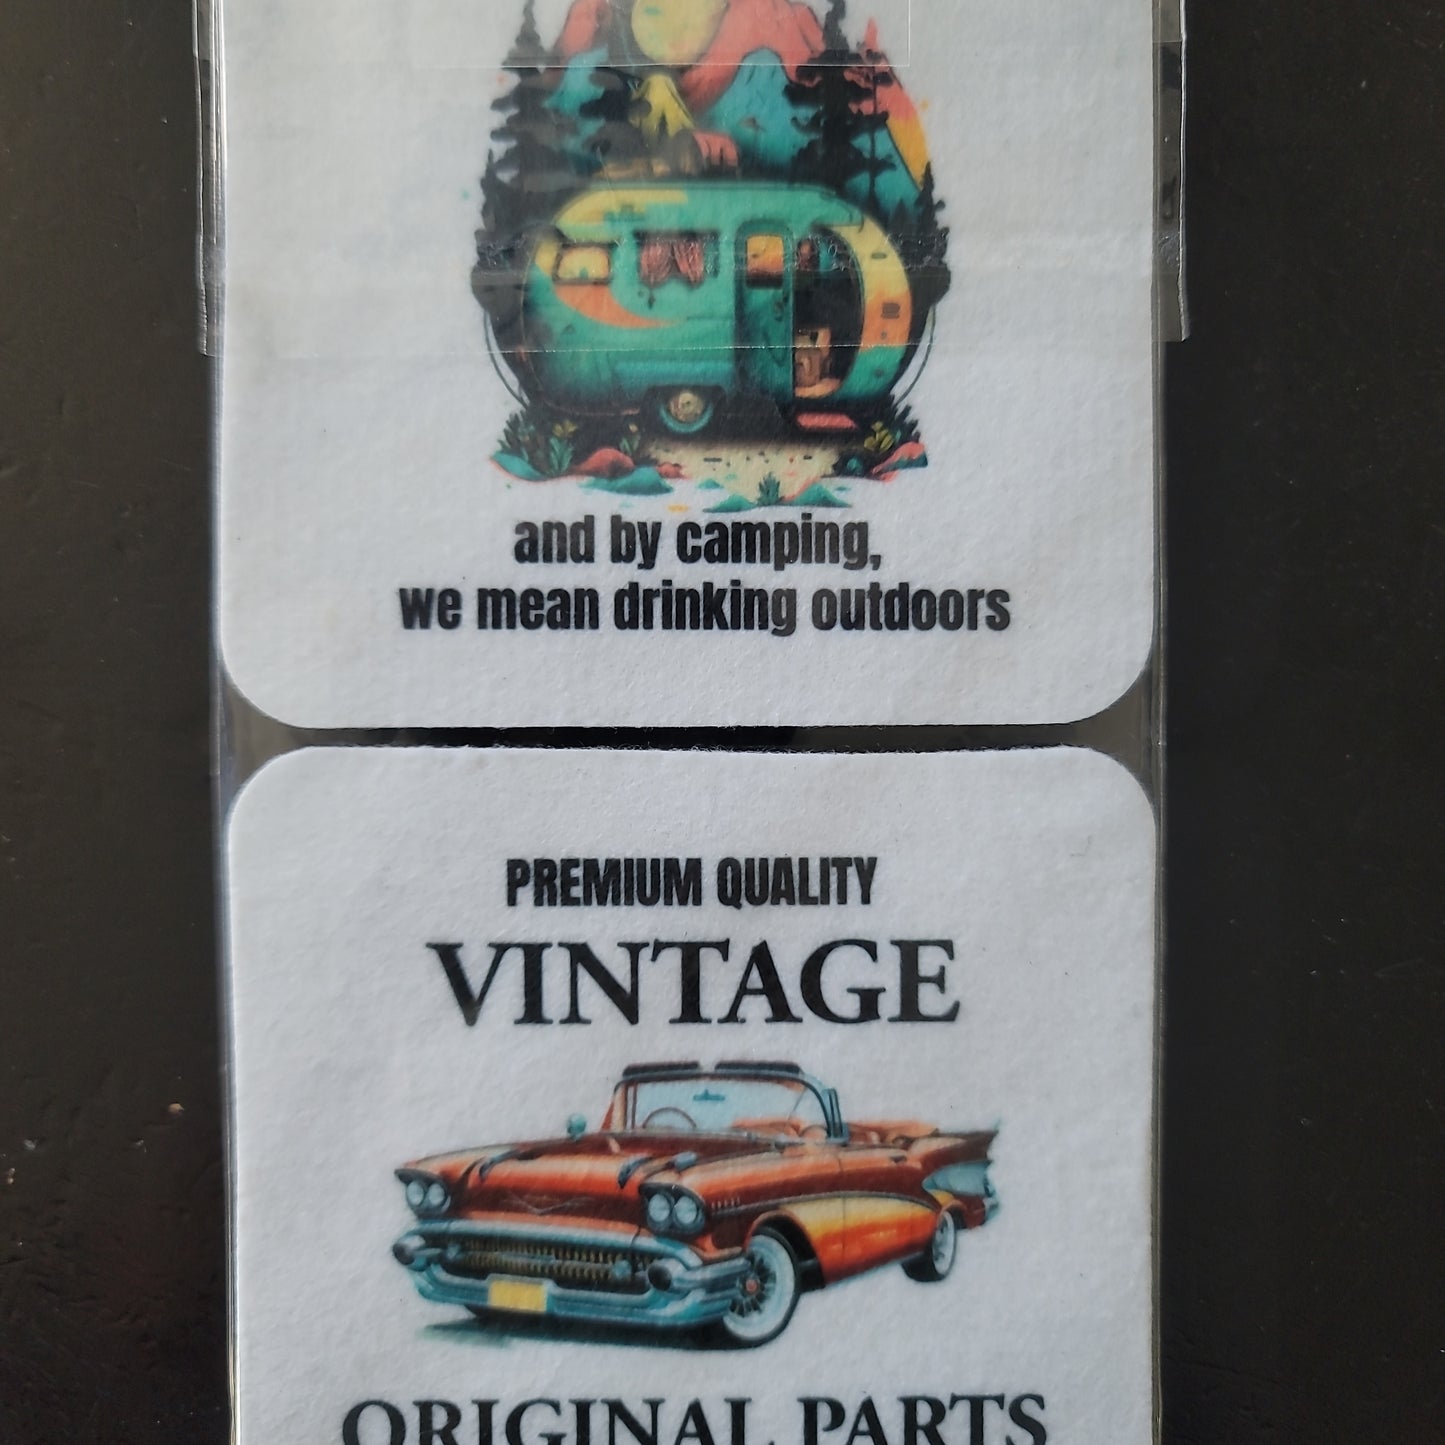 and by camping,
we mean drinking outdoors
PREMIUM QUALITY
VINTAGE
ORIGINAL PARTS